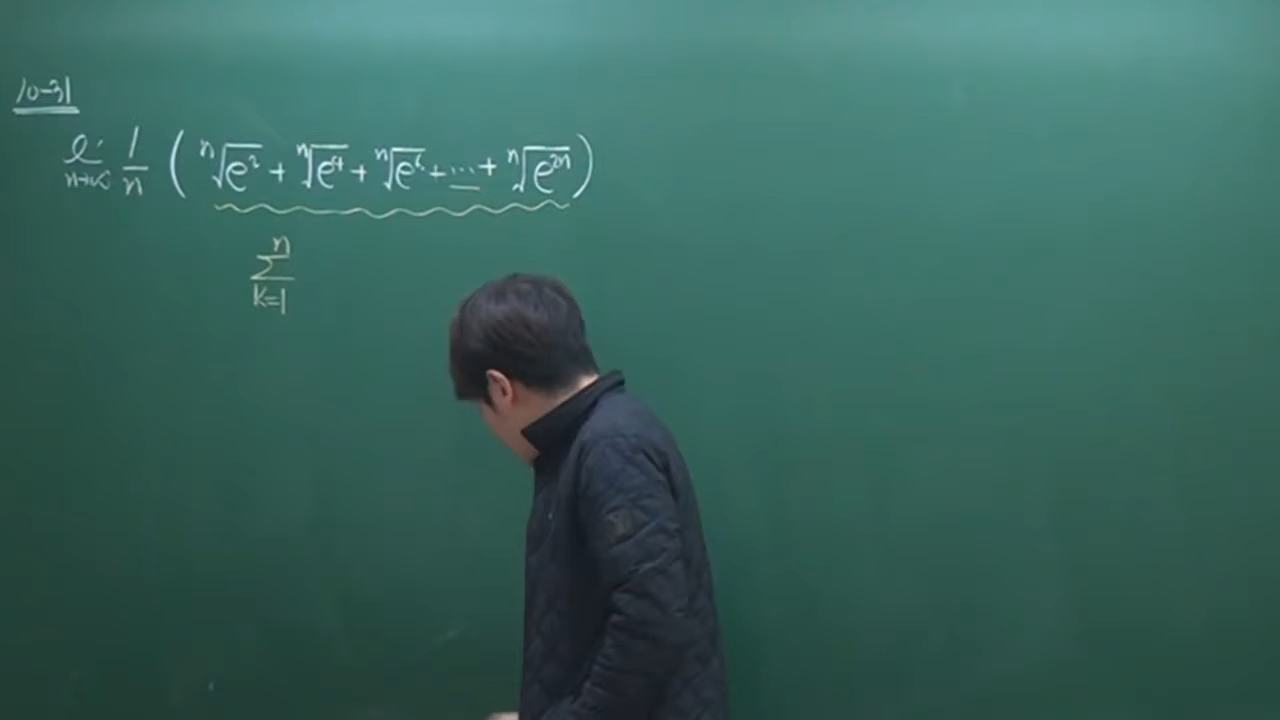 10-31
lim n→∞ 1/n ( ⁿ√e² + ⁿ√e⁴ + ⁿ√e⁶ + ... + ⁿ√e²ⁿ )
n ∑ k=1